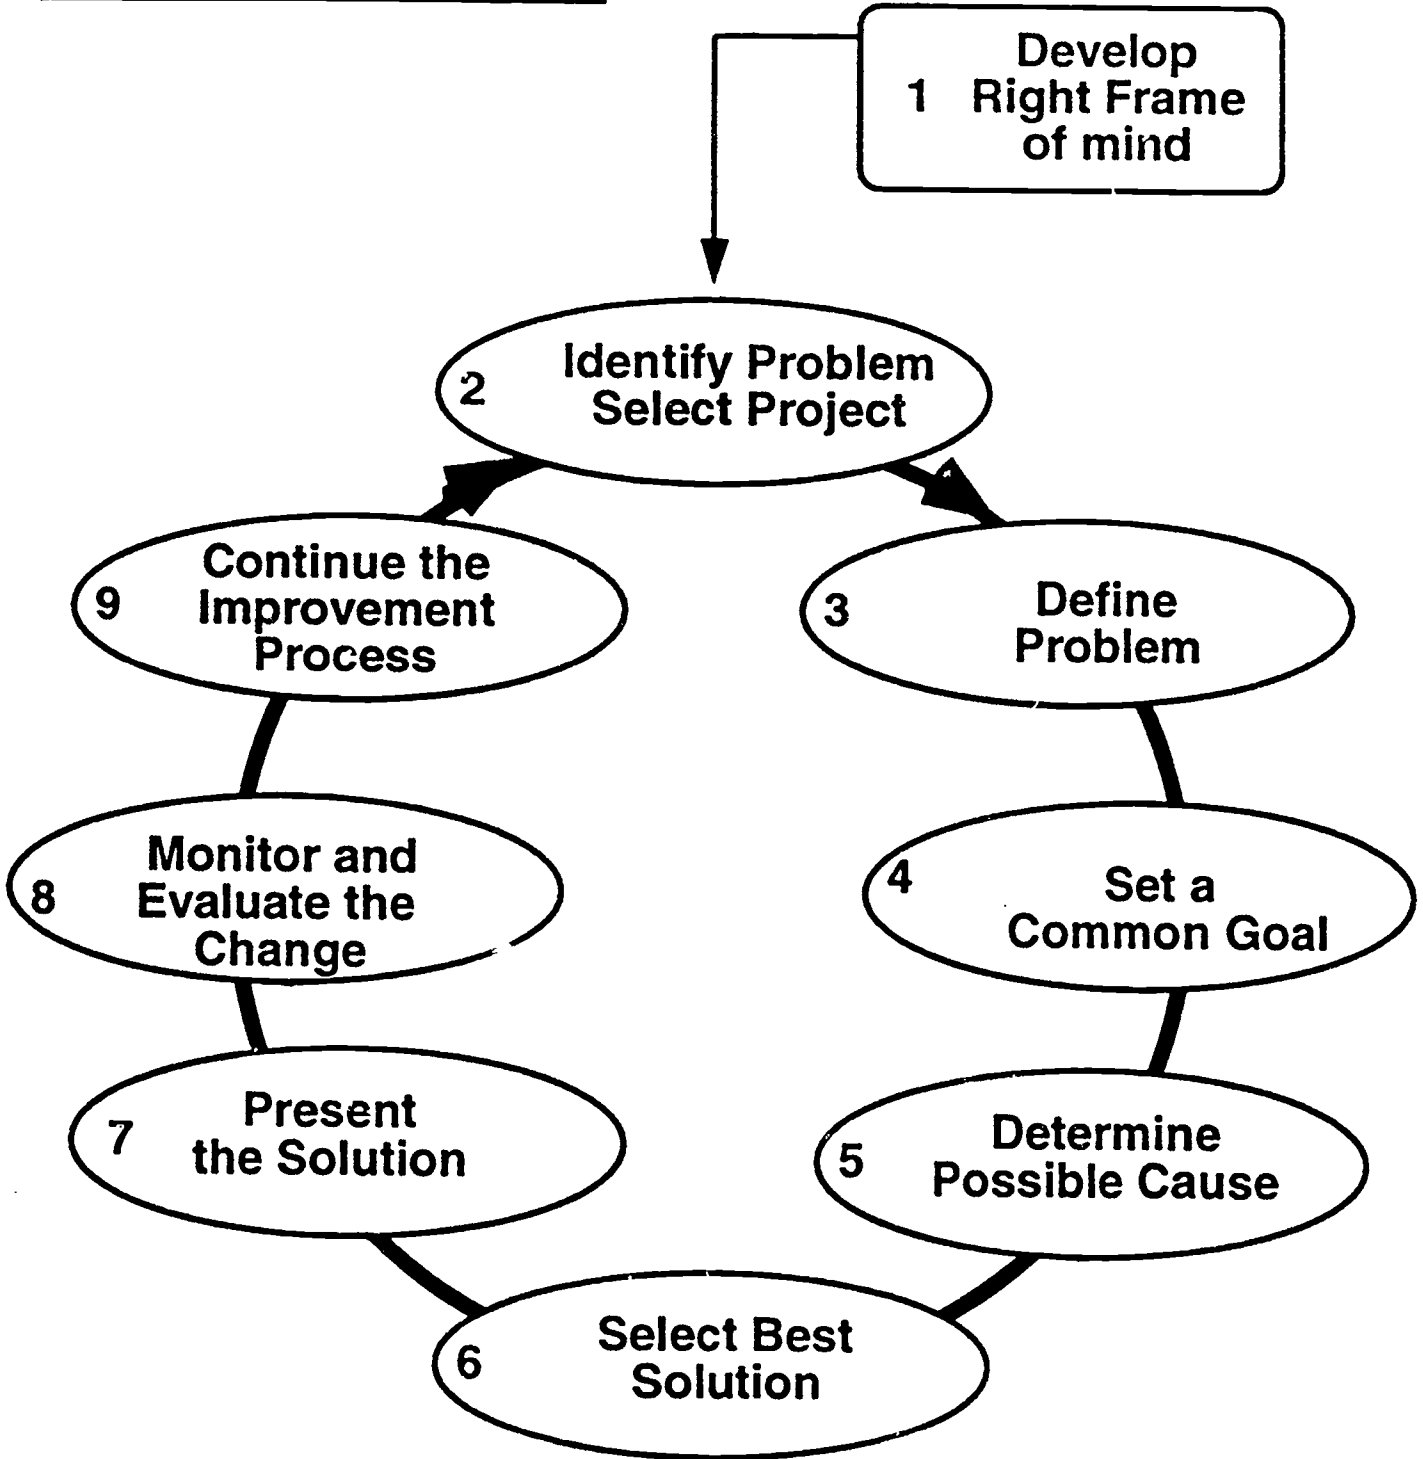 1
Develop
Right Frame
of mind
2
Identify Problem
Select Project
3
Define
Problem
4
Set a
Common Goal
5
Determine
Possible Cause
6
Select Best
Solution
7
Present
the Solution
8
Monitor and
Evaluate the
Change
9
Continue the
Improvement
Process